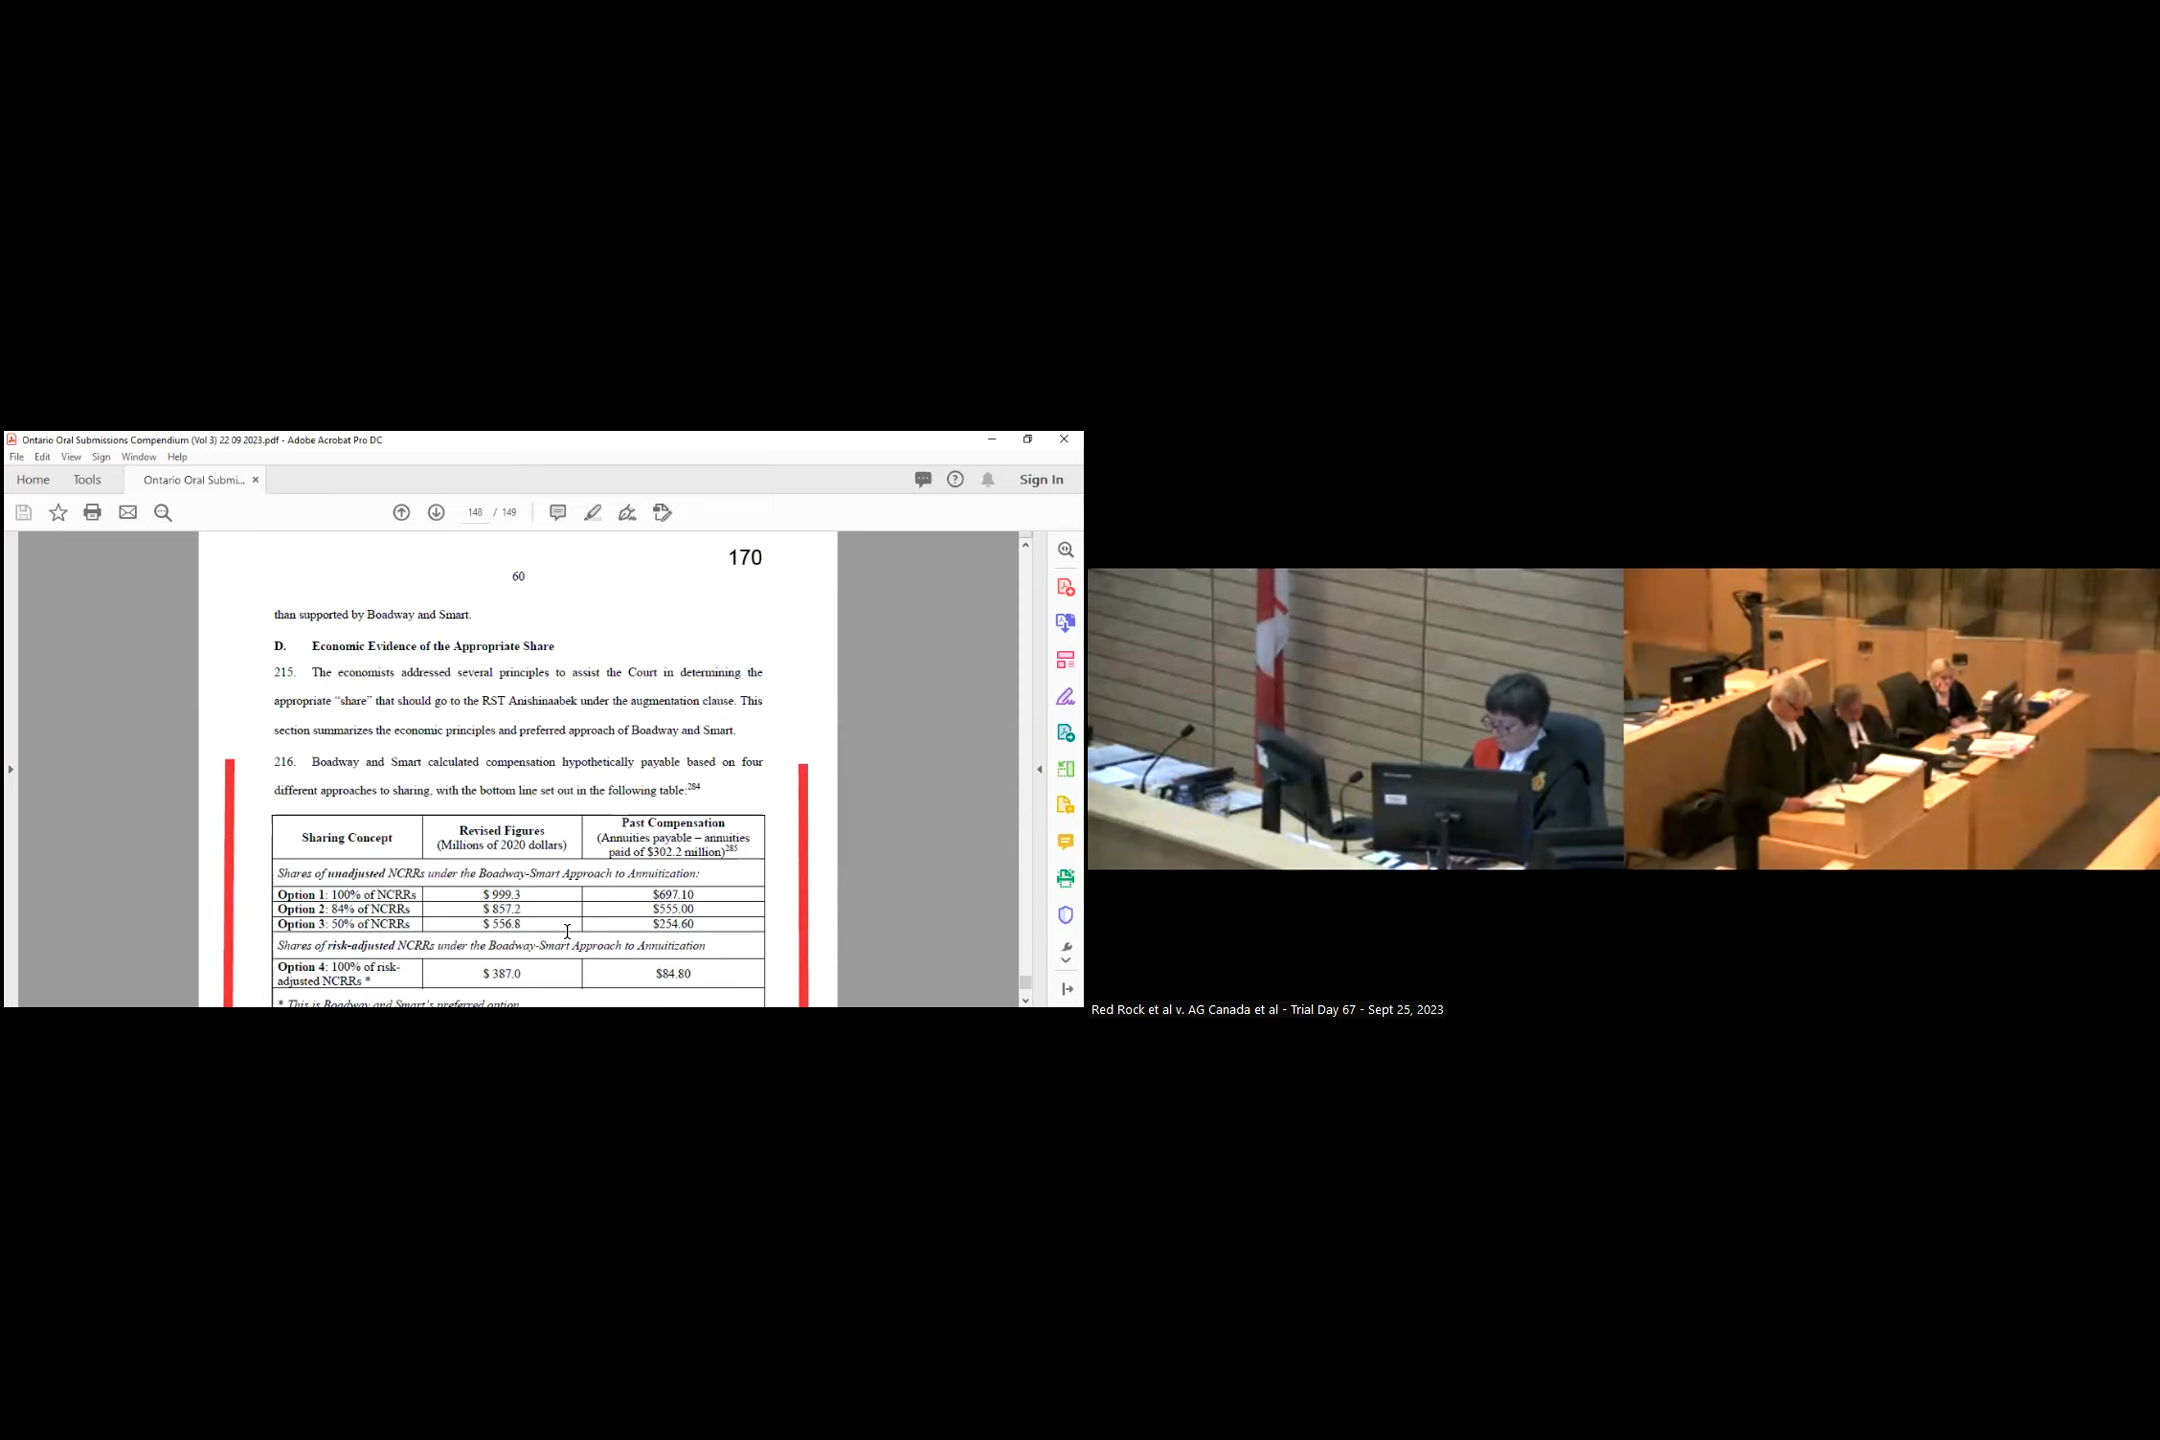 Ontario Oral Submissions Compendium (Vol 3) 22 09 2023.pdf - Adobe Acrobat Pro DC
File Edit View Sign Window Help
Home Tools Ontario Oral Submi... × Sign In
148 / 149
170
60
than supported by Boadway and Smart.
D. Economic Evidence of the Appropriate Share
215. The economists addressed several principles to assist the Court in determining the
appropriate “share” that should go to the RST Anishinaabek under the augmentation clause. This
section summarizes the economic principles and preferred approach of Boadway and Smart.
216. Boadway and Smart calculated compensation hypothetically payable based on four
different approaches to sharing, with the bottom line set out in the following table:284
Sharing Concept
Revised Figures
(Millions of 2020 dollars)
Past Compensation
(Annuities payable – annuities
paid of $302.2 million)285
Shares of unadjusted NCRRs under the Boadway-Smart Approach to Annuitization:
Option 1: 100% of NCRRs $ 999.3 $697.10
Option 2: 84% of NCRRs $ 857.2 $555.00
Option 3: 50% of NCRRs $ 556.8 $254.60
Shares of risk-adjusted NCRRs under the Boadway-Smart Approach to Annuitization
Option 4: 100% of risk-
adjusted NCRRs * $ 387.0 $84.80
* This is Boadway and Smart's preferred option
Red Rock et al v. AG Canada et al - Trial Day 67 - Sept 25, 2023